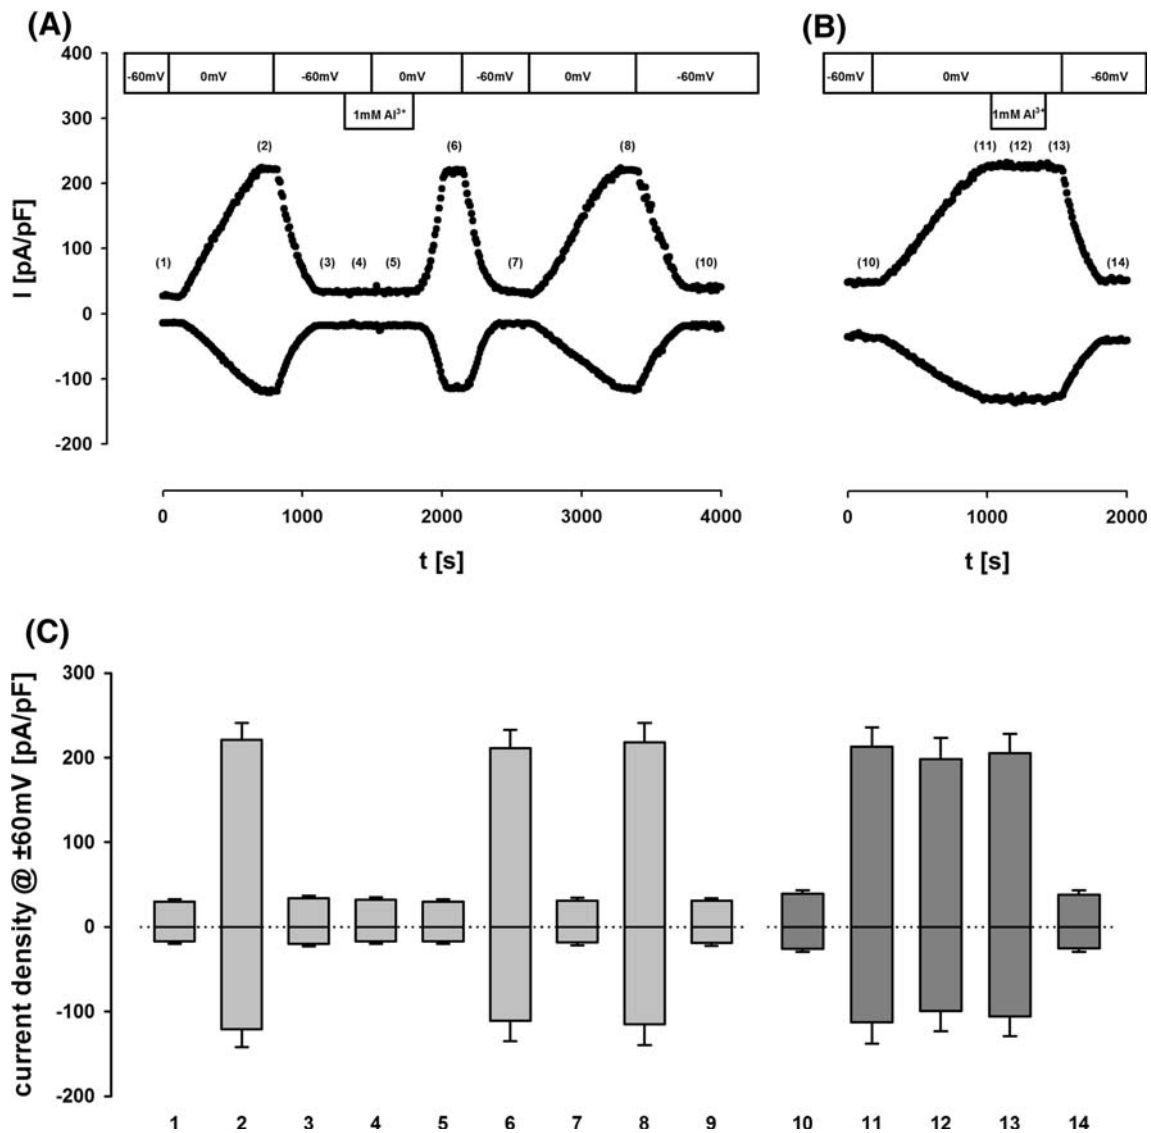 (A)
(B)
400
300
200
100
0
-100
-200
I [pA/pF]
-60mV 0mV -60mV 0mV -60mV 0mV -60mV
1mM Al³⁺
(2) (6) (8)
(1) (3) (4) (5) (7) (10)
0 1000 2000 3000 4000
t [s]
-60mV 0mV -60mV
1mM Al³⁺
(11) (12) (13)
(10) (14)
0 1000 2000
t [s]
(C)
300
200
100
0
-100
-200
current density @ ±60mV [pA/pF]
1 2 3 4 5 6 7 8 9 10 11 12 13 14